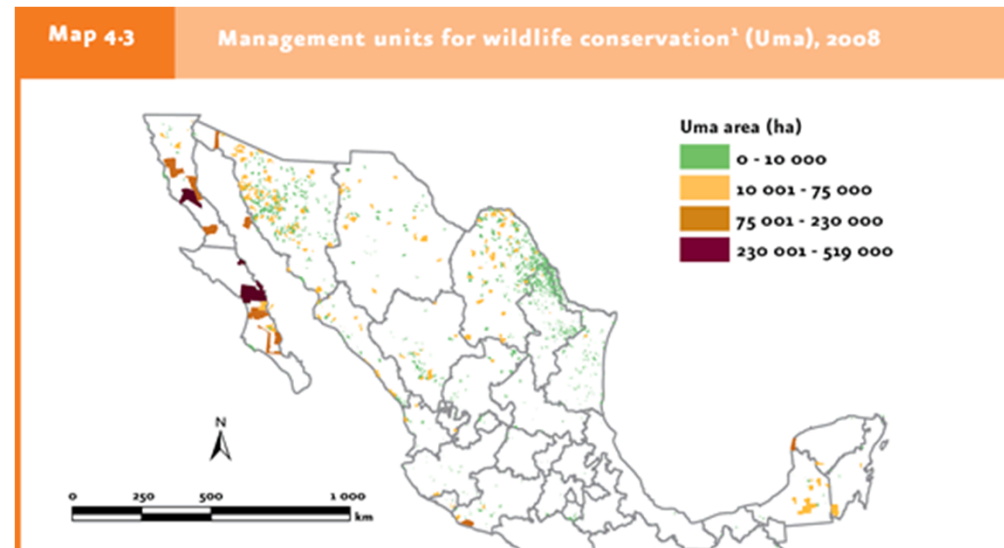 Map 4.3
Management units for wildlife conservation¹ (Uma), 2008
Uma area (ha)
0 - 10 000
10 001 - 75 000
75 001 - 230 000
230 001 - 519 000
N
0 250 500 1 000
km